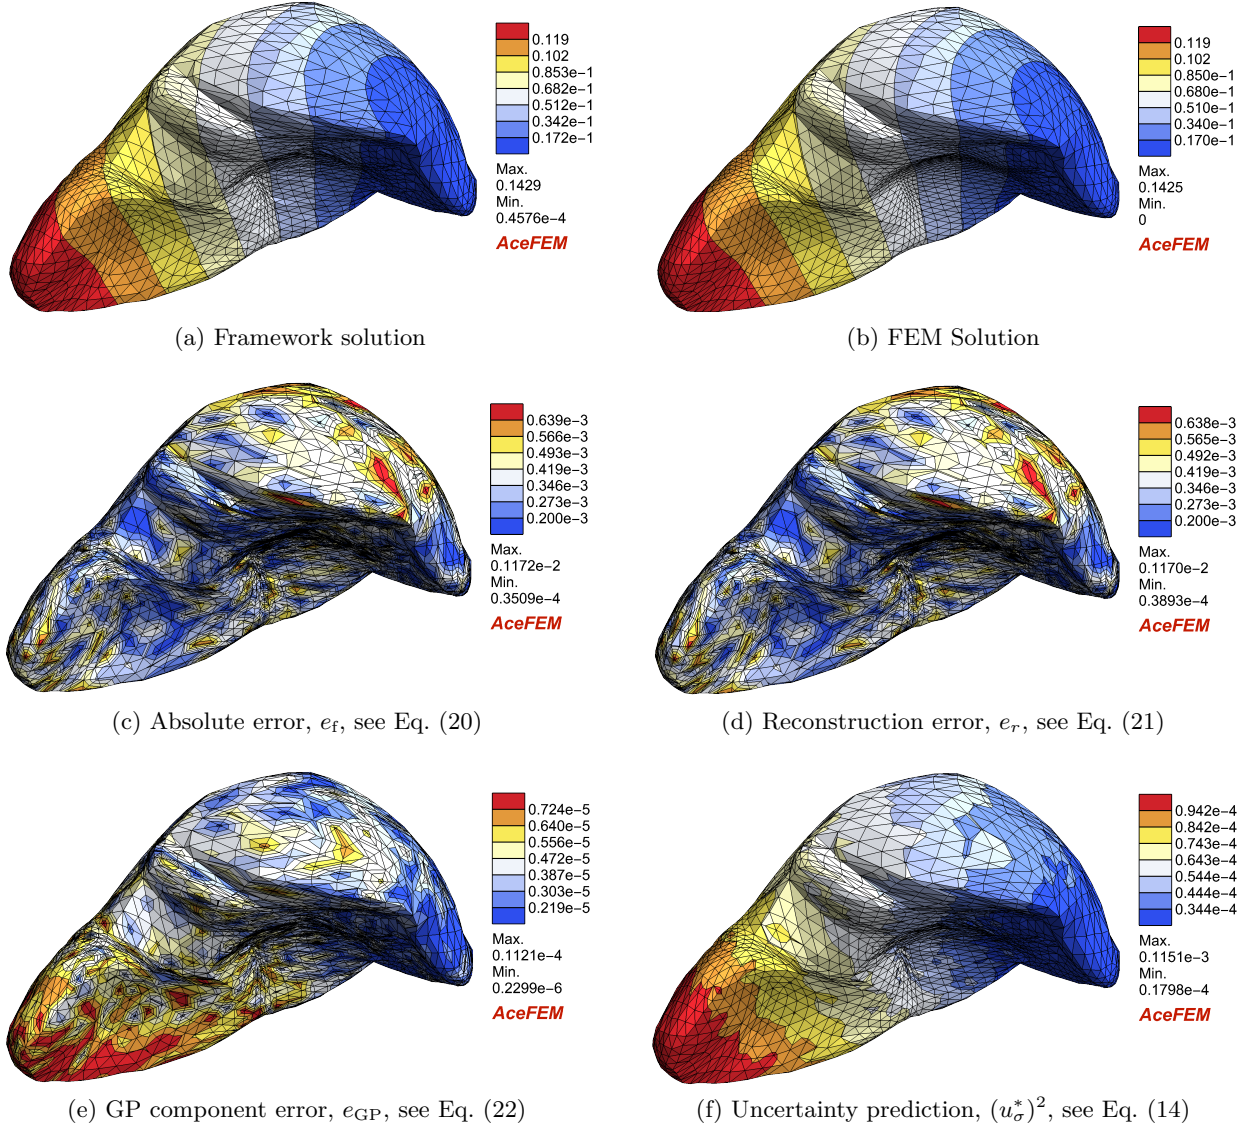 0.119
0.102
0.853e-1
0.682e-1
0.512e-1
0.342e-1
0.172e-1
Max.
0.1429
Min.
0.4576e-4
AceFEM
0.119
0.102
0.850e-1
0.680e-1
0.510e-1
0.340e-1
0.170e-1
Max.
0.1425
Min.
0
AceFEM
(a) Framework solution
(b) FEM Solution
0.639e-3
0.566e-3
0.493e-3
0.419e-3
0.346e-3
0.273e-3
0.200e-3
Max.
0.1172e-2
Min.
0.3509e-4
AceFEM
0.638e-3
0.565e-3
0.492e-3
0.419e-3
0.346e-3
0.273e-3
0.200e-3
Max.
0.1170e-2
Min.
0.3893e-4
AceFEM
(c) Absolute error, e_f, see Eq. (20)
(d) Reconstruction error, e_r, see Eq. (21)
0.724e-5
0.640e-5
0.556e-5
0.472e-5
0.387e-5
0.303e-5
0.219e-5
Max.
0.1121e-4
Min.
0.2299e-6
AceFEM
0.942e-4
0.842e-4
0.743e-4
0.643e-4
0.544e-4
0.444e-4
0.344e-4
Max.
0.1151e-3
Min.
0.1798e-4
AceFEM
(e) GP component error, e_GP, see Eq. (22)
(f) Uncertainty prediction, (u_σ^*)^2, see Eq. (14)